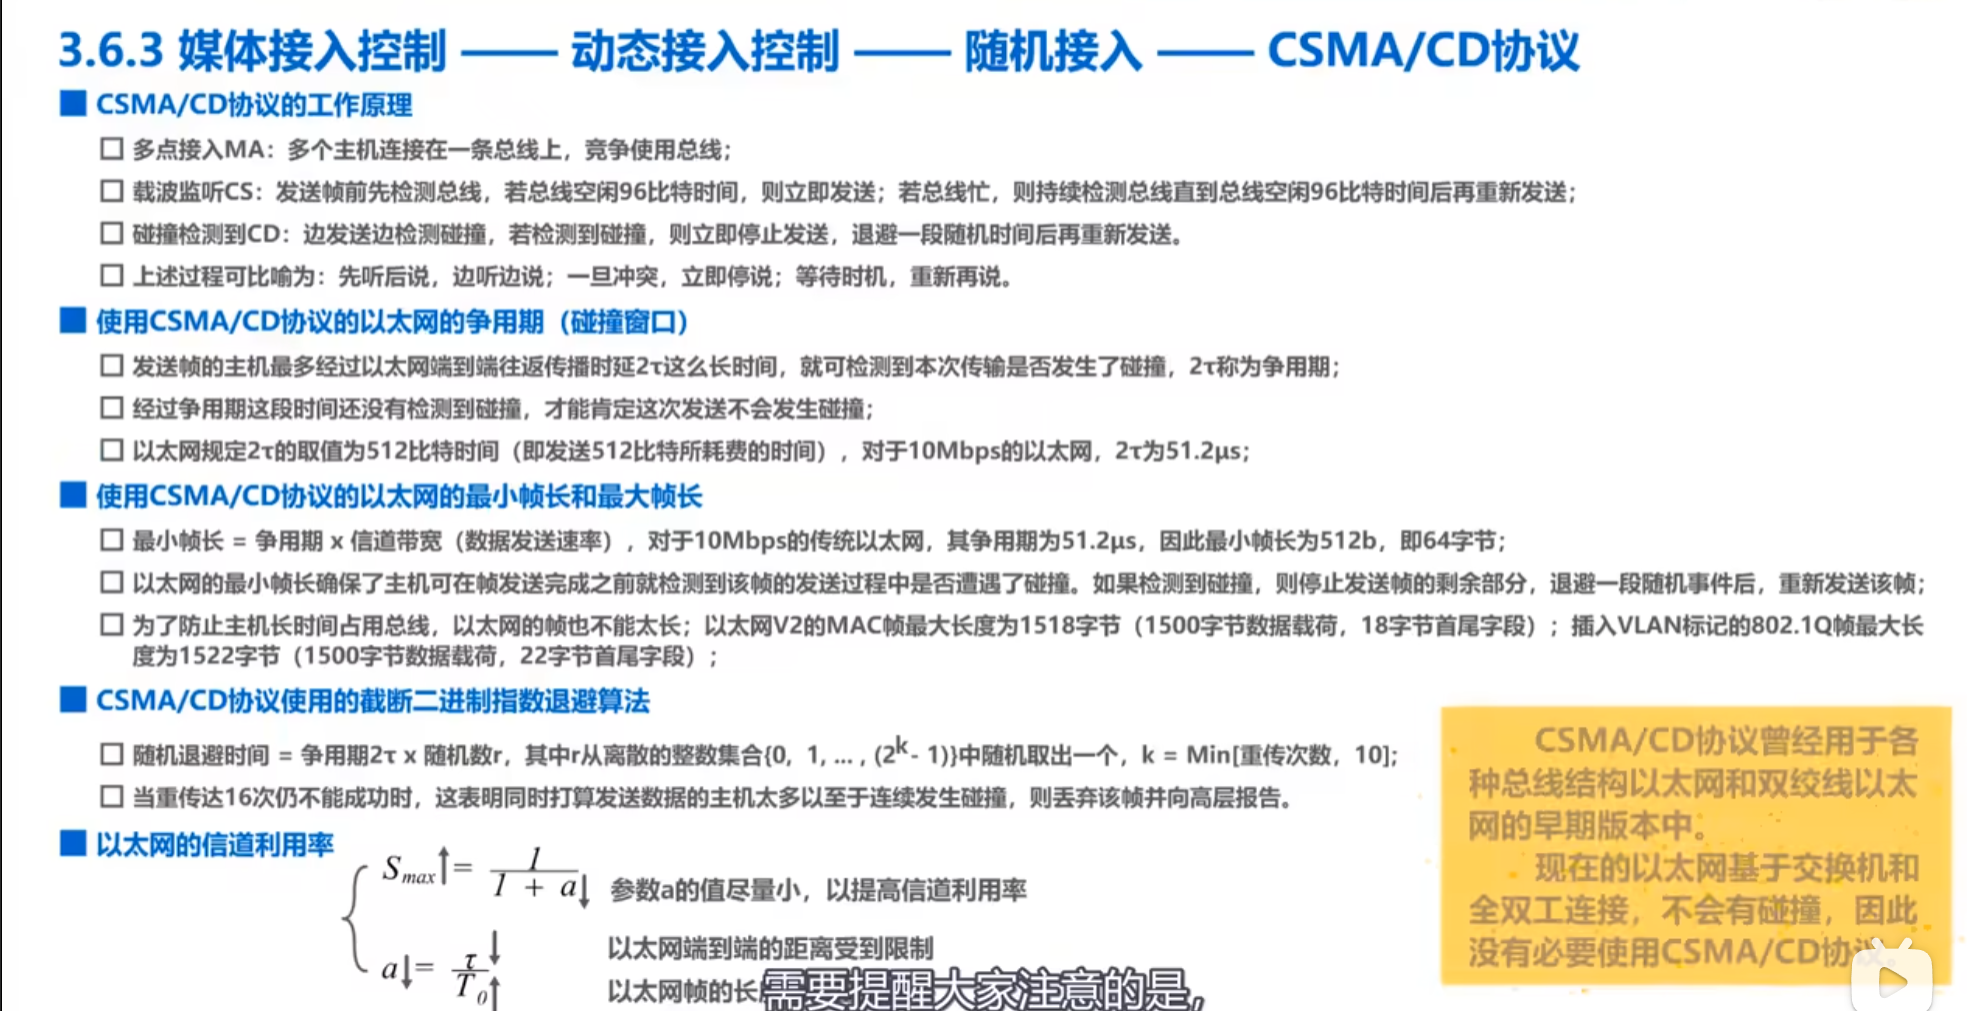 3.6.3 媒体接入控制 —— 动态接入控制 —— 随机接入 —— CSMA/CD协议
CSMA/CD协议的工作原理
多点接入MA：多个主机连接在一条总线上，竞争使用总线；
载波监听CS：发送帧前先检测总线，若总线空闲96比特时间，则立即发送；若总线忙，则持续检测总线直到总线空闲96比特时间后再重新发送；
碰撞检测到CD：边发送边检测碰撞，若检测到碰撞，则立即停止发送，退避一段随机时间后再重新发送。
上述过程可比喻为：先听后说，边听边说；一旦冲突，立即停说；等待时机，重新再说。
使用CSMA/CD协议的以太网的争用期（碰撞窗口）
发送帧的主机最多经过以太网端到端往返传播时延2τ这么长时间，就可检测到本次传输是否发生了碰撞，2τ称为争用期；
经过争用期这段时间还没有检测到碰撞，才能肯定这次发送不会发生碰撞；
以太网规定2τ的取值为512比特时间（即发送512比特所耗费的时间），对于10Mbps的以太网，2τ为51.2μs；
使用CSMA/CD协议的以太网的最小帧长和最大帧长
最小帧长 = 争用期 x 信道带宽（数据发送速率），对于10Mbps的传统以太网，其争用期为51.2μs，因此最小帧长为512b，即64字节；
以太网的最小帧长确保了主机可在帧发送完成之前就检测到该帧的发送过程中是否遭遇了碰撞。如果检测到碰撞，则停止发送帧的剩余部分，退避一段随机事件后，重新发送该帧；
为了防止主机长时间占用总线，以太网的帧也不能太长；以太网V2的MAC帧最大长度为1518字节（1500字节数据载荷，18字节首尾字段）；插入VLAN标记的802.1Q帧最大长
度为1522字节（1500字节数据载荷，22字节首尾字段）；
CSMA/CD协议使用的截断二进制指数退避算法
随机退避时间 = 争用期2τ x 随机数r，其中r从离散的整数集合{0，1，... ，(2^k - 1)}中随机取出一个，k = Min[重传次数，10]；
当重传达16次仍不能成功时，这表明同时打算发送数据的主机太多以至于连续发生碰撞，则丢弃该帧并向高层报告。
以太网的信道利用率
S_max↑ = 1 / (1 + a↓) 参数a的值尽量小，以提高信道利用率
a↓ = τ↓ / T_0↑ 以太网端到端的距离受到限制
以太网帧的长
CSMA/CD协议曾经用于各
种总线结构以太网和双绞线以太
网的早期版本中。
现在的以太网基于交换机和
全双工连接，不会有碰撞，因此
没有必要使用CSMA/CD协议。
需要提醒大家注意的是，